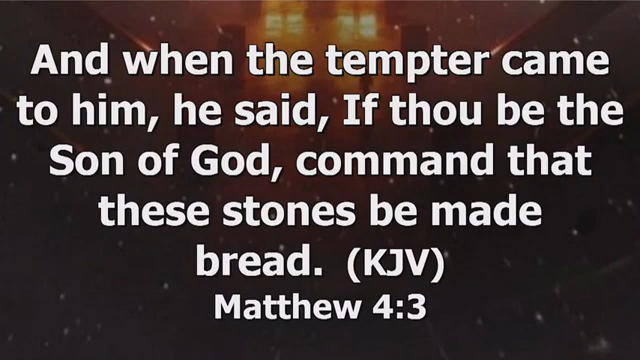 And when the tempter came
to him, he said, If thou be the
Son of God, command that
these stones be made
bread. (KJV)
Matthew 4:3